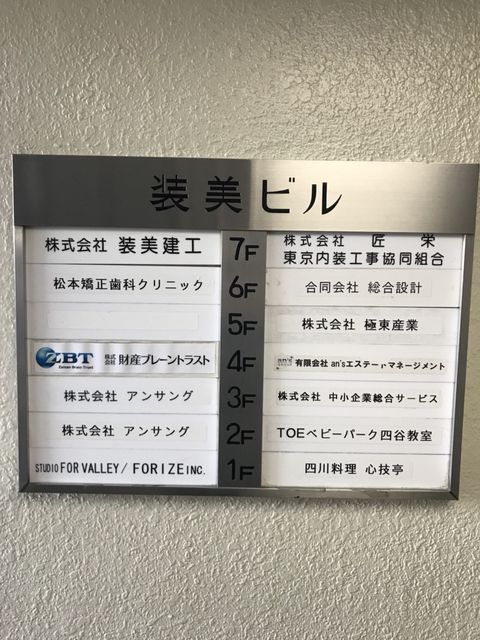 装美ビル
株式会社 装美建工 7F 株式会社 匠 栄
東京内装工事協同組合
松本矯正歯科クリニック 6F 合同会社 総合設計
5F 株式会社 極東産業
ZBT Zaisan Brain Trust 株式会社 財産ブレーントラスト 4F an's 有限会社 an'sエステートマネージメント
株式会社 アンサング 3F 株式会社 中小企業総合サービス
株式会社 アンサング 2F TOEベビーパーク四谷教室
STUDIO FOR VALLEY / FORIZE INC. 1F 四川料理 心技亭